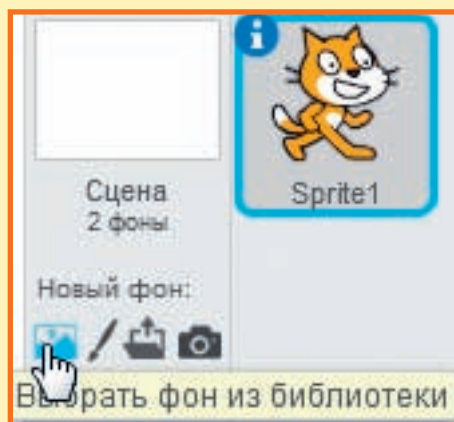 Сцена
2 фоны
Sprite1
Новый фон:
Выбрать фон из библиотеки